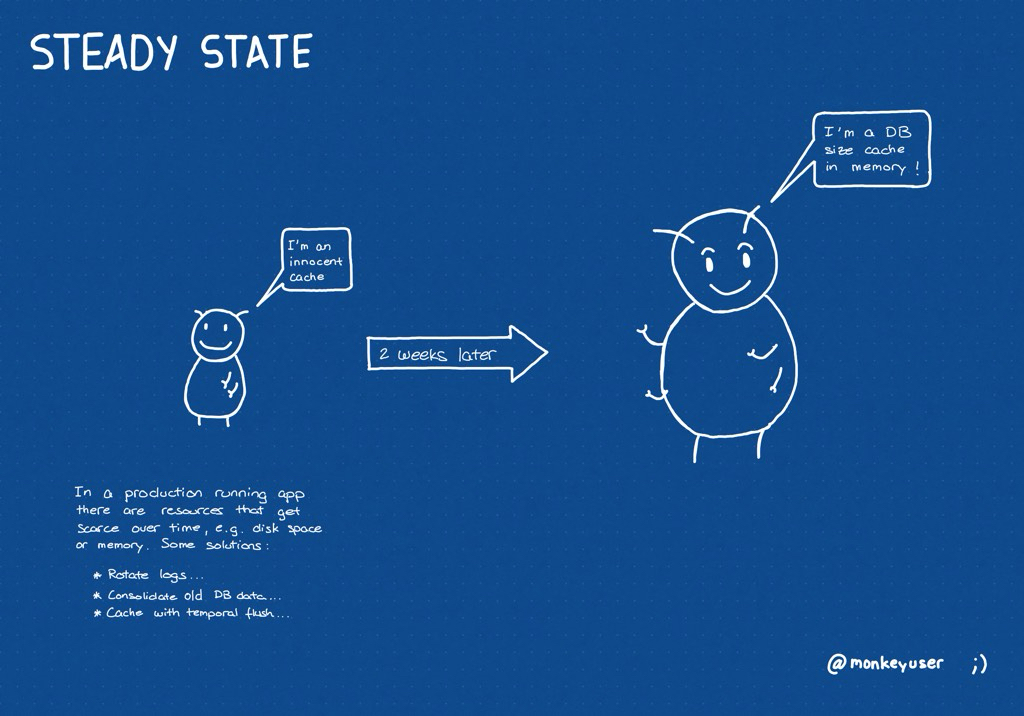 STEADY STATE
I'm an
innocent
cache
2 weeks later
I'm a DB
size cache
in memory !
In a production running app
there are resources that get
scarce over time, e.g. disk space
or memory. Some solutions:
* Rotate logs...
* Consolidate old DB data....
* Cache with temporal flush...
@monkeyuser ;)